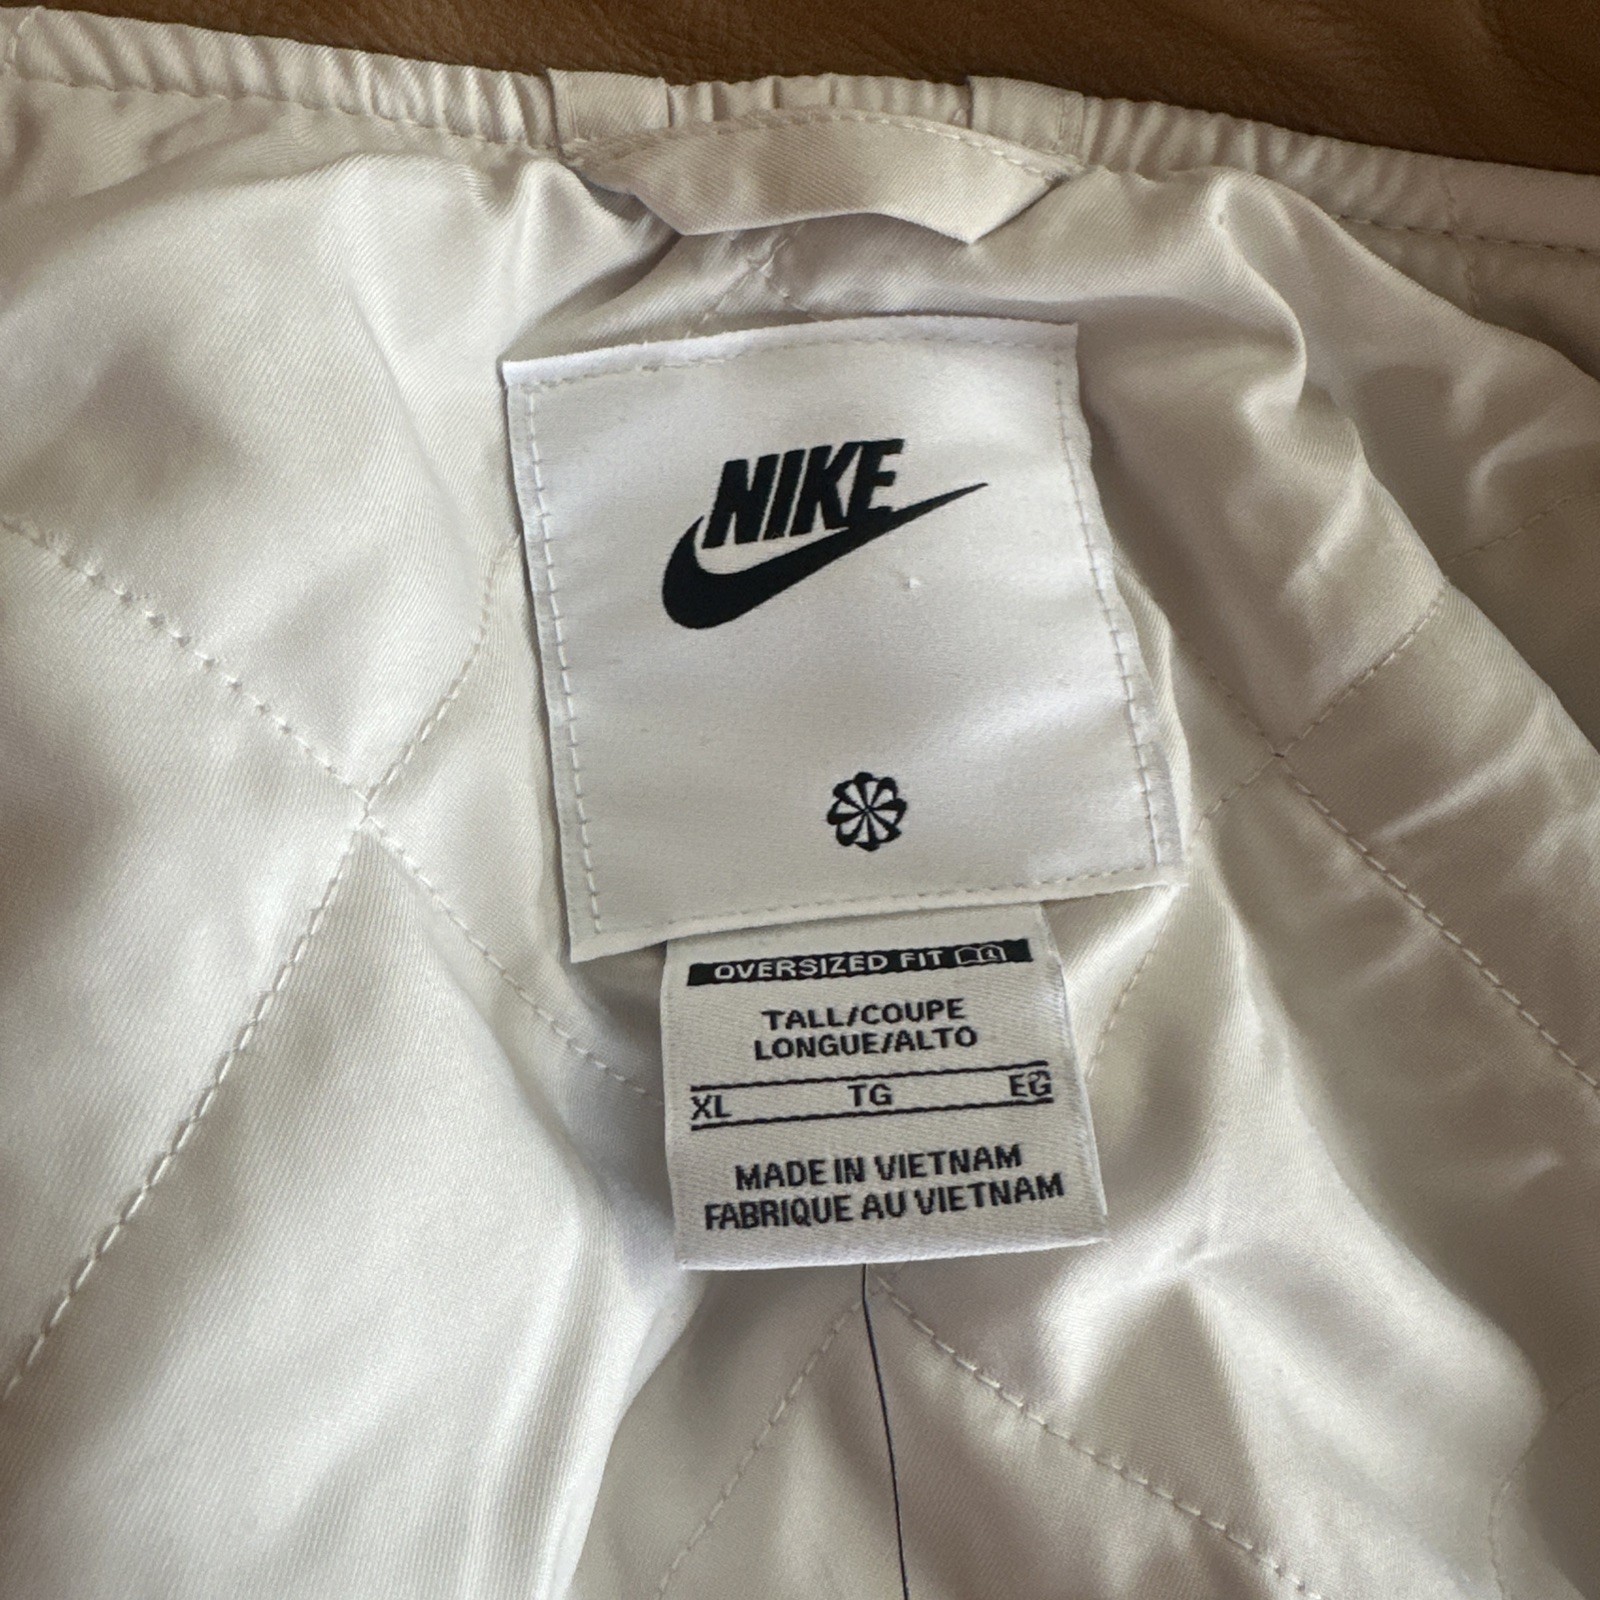 NIKE
OVERSIZED FIT
TALL/COUPE
LONGUE/ALTO
XL TG EG
MADE IN VIETNAM
FABRIQUE AU VIETNAM